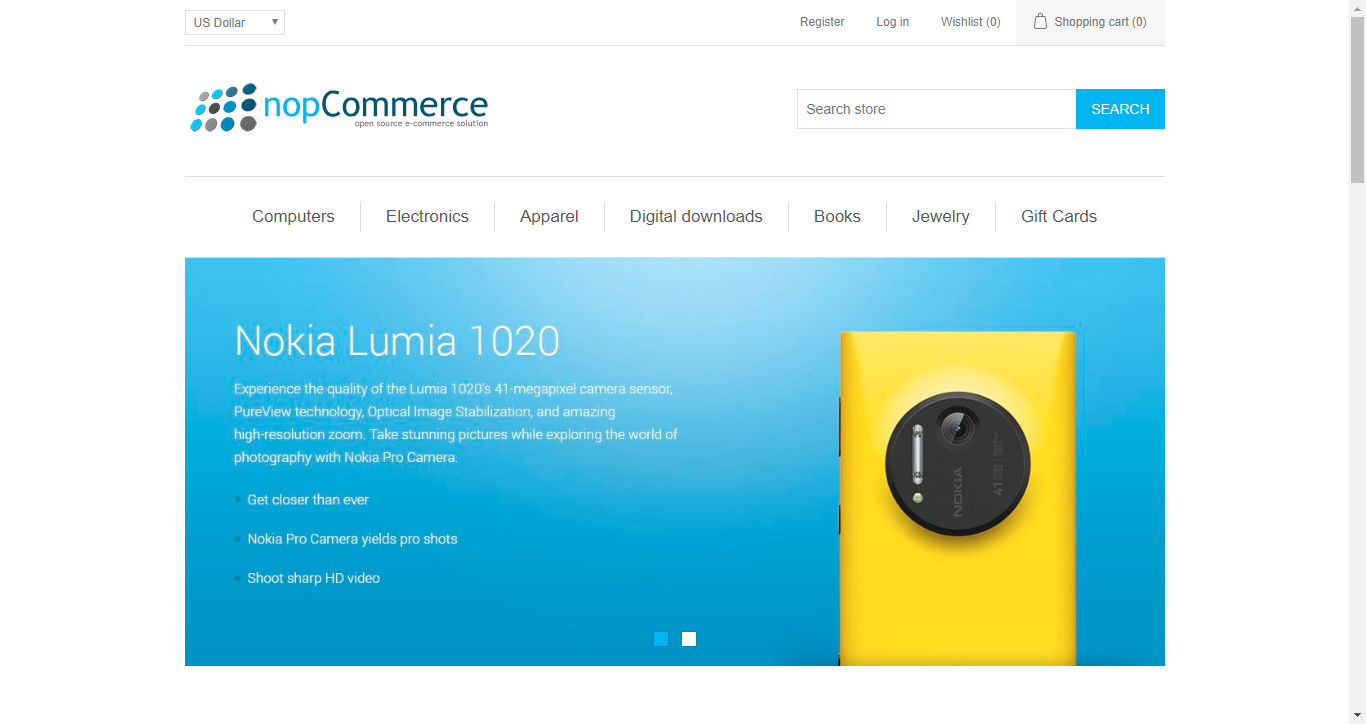 US Dollar
Register
Log in
Wishlist (0)
Shopping cart (0)
nopCommerce
open source e-commerce solution
Search store
SEARCH
Computers
Electronics
Apparel
Digital downloads
Books
Jewelry
Gift Cards
Nokia Lumia 1020
Experience the quality of the Lumia 1020's 41-megapixel camera sensor,
PureView technology, Optical Image Stabilization, and amazing
high-resolution zoom. Take stunning pictures while exploring the world of
photography with Nokia Pro Camera.
Get closer than ever
Nokia Pro Camera yields pro shots
Shoot sharp HD video
NOKIA
41